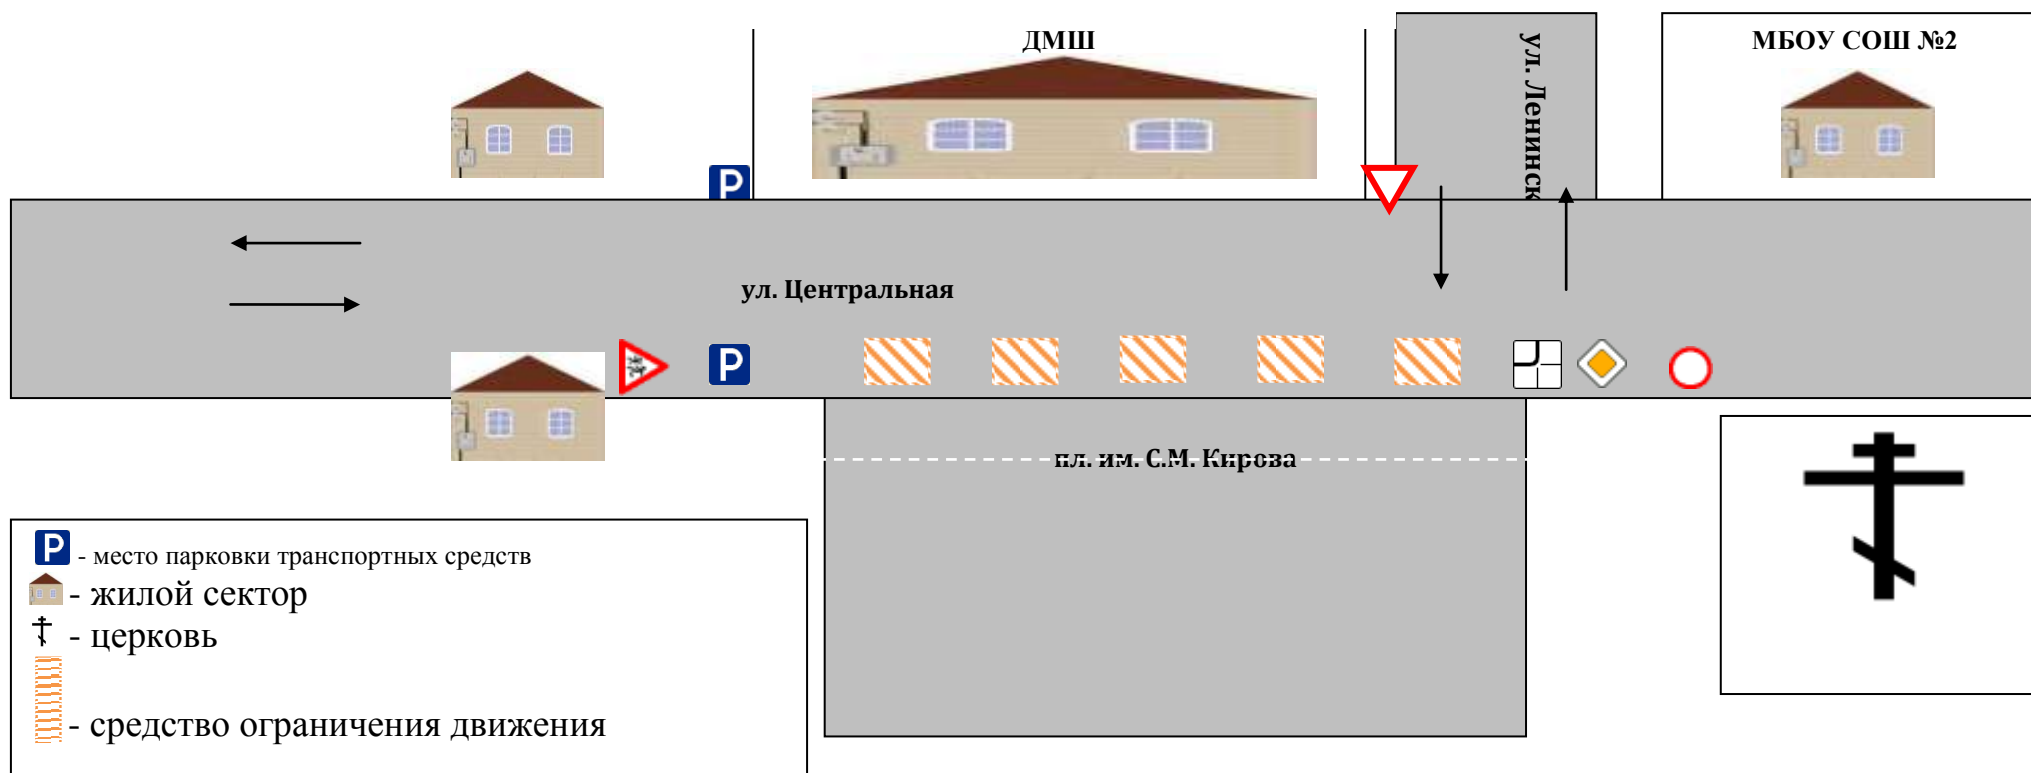 ДМШ
ул. Ленинск
МБОУ СОШ №2
P
ул. Центральная
P
пл. им. С.М. Кирова
P - место парковки транспортных средств
- жилой сектор
- церковь
- средство ограничения движения